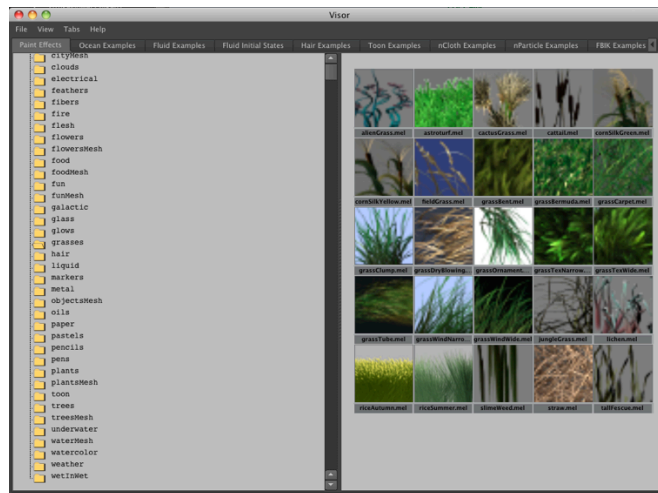 Visor
File View Tabs Help
Paint Effects Ocean Examples Fluid Examples Fluid Initial States Hair Examples Toon Examples nCloth Examples nParticle Examples FBIK Examples
cityMesh
clouds
electrical
feathers
fibers
fire
flesh
flowers
flowersMesh
food
foodMesh
fun
funMesh
galactic
glass
glows
grasses
hair
liquid
markers
metal
objectsMesh
oils
paper
pastels
pencils
pens
plants
plantsMesh
toon
trees
treesMesh
underwater
waterMesh
watercolor
weather
wetInWet
alienGrass.mel astroturf.mel cactusGrass.mel cattail.mel cornSilkGreen.mel
cornSilkYellow.mel fieldGrass.mel grassBent.mel grassBermuda.mel grassCarpet.mel
grassClump.mel grassDryBlowing... grassOrnament... grassTexNarrow... grassTexWide.mel
grassTube.mel grassWindNarro... grassWindWide.mel jungleGrass.mel lichen.mel
riceAutumn.mel riceSummer.mel slimeWeed.mel straw.mel tallFescue.mel